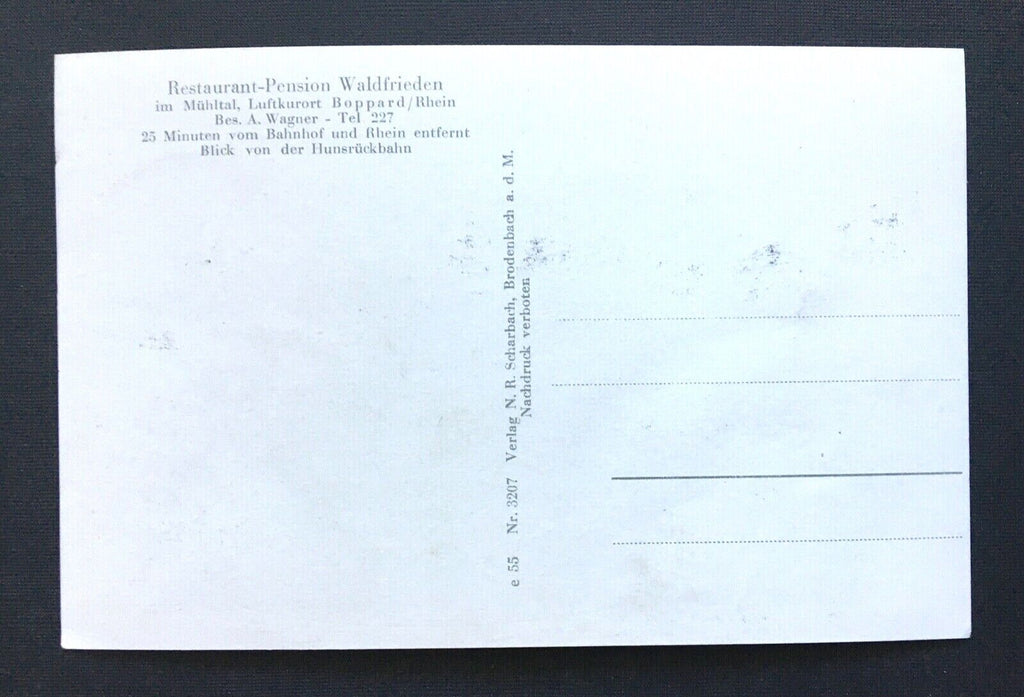 Restaurant-Pension Waldfrieden
im Mühltal, Luftkurort Boppard/Rhein
Bes. A. Wagner - Tel 227
25 Minuten vom Bahnhof und Rhein entfernt
Blick von der Hunsrückbahn
e 55 Nr. 3207 Verlag N. R. Scharbach, Brodenbach a. d. M.
Nachdruck verboten